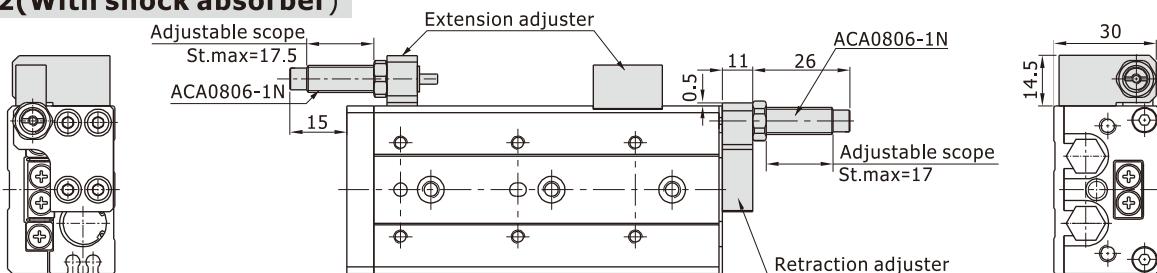 2(With shock absorber)
Adjustable scope
St.max=17.5
Extension adjuster
ACA0806-1N
ACA0806-1N
15
0.5
11
26
30
14.5
Adjustable scope
St.max=17
Retraction adjuster